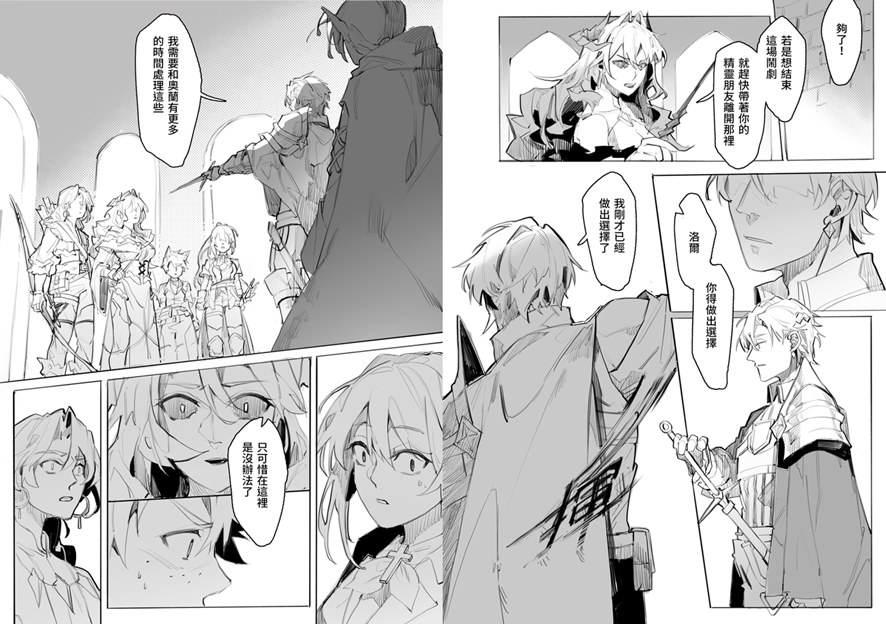 夠了！
若是想結束
這場鬧劇
就趕快帶著你的
精靈朋友離開那裡
洛爾
你得做出選擇
我剛才已經
做出選擇了
揮
我需要和奧蘭有更多
的時間處理這些
只可惜在這裡
是沒辦法了